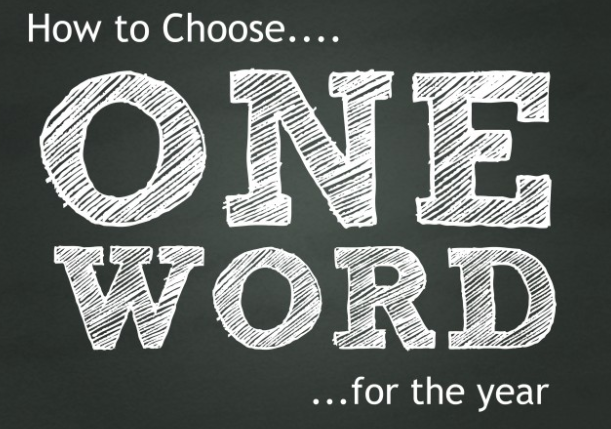 How to Choose....
ONE
WORD
...for the year